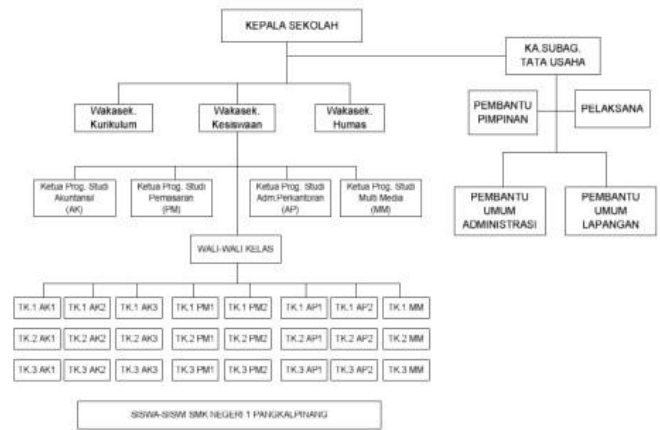 KEPALA SEKOLAH
KA.SUBAG.
TATA USAHA
Wakasek.
Kurikulum
Wakasek.
Kesiswaan
Wakasek.
Humas
PEMBANTU
PIMPINAN
PELAKSANA
Ketua Prog. Studi
Akuntansil
(AK)
Ketua Prog. Studi
Pemasaran
(PM)
Ketua Prog. Studi
Adm.Perkantoran
(AP)
Ketua Prog. Studi
Multi Media
(MM)
PEMBANTU
UMUM
ADMINISTRASI
PEMBANTU
UMUM
LAPANGAN
WALI-WALI KELAS
TK.1 AK1 TK.1 AK2 TK.1 AK3 TK.1 PM1 TK.1 PM2 TK.1 AP1 TK.1 AP2 TK.1 MM
TK.2 AK1 TK.2 AK2 TK.2 AK3 TK.2 PM1 TK.2 PM2 TK.2 AP1 TK.2 AP2 TK.2 MM
TK.3 AK1 TK.3 AK2 TK.3 AK3 TK.3 PM1 TK.3 PM2 TK.3 AP1 TK.3 AP2 TK.3 MM
SISWA-SISWI SMK NEGERI 1 PANGKALPINANG